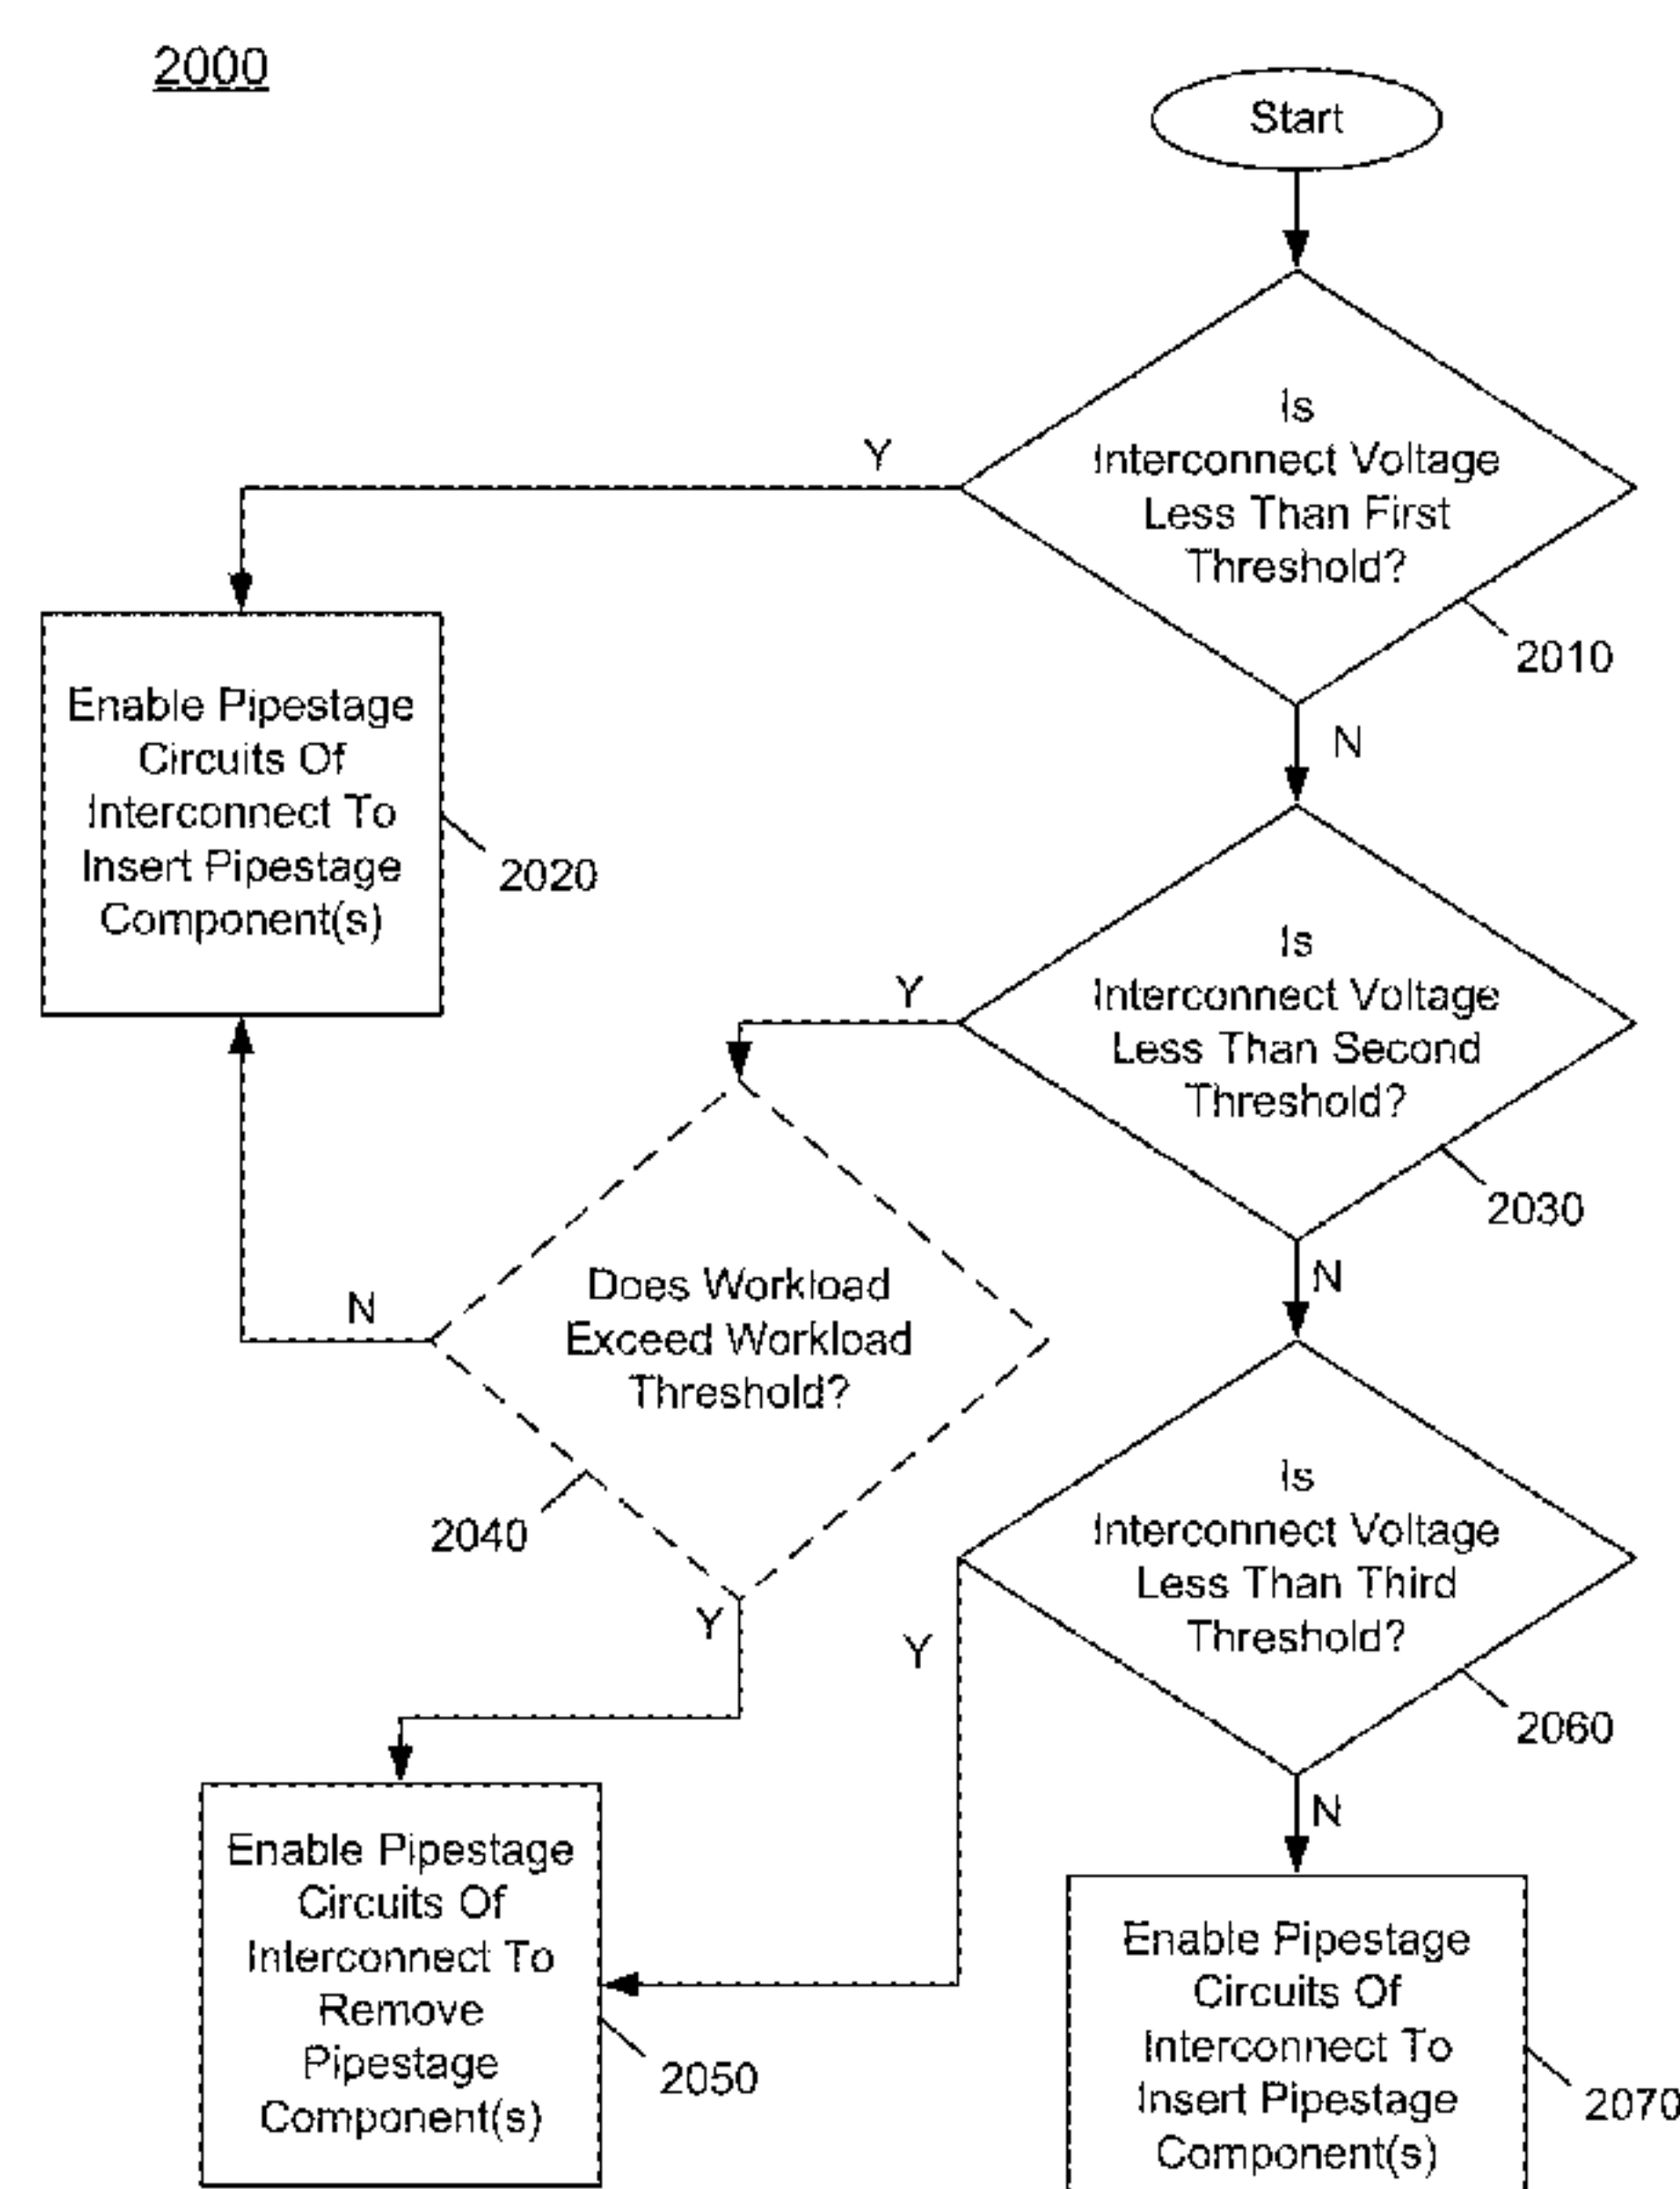 2000
Start
Is
Interconnect Voltage
Less Than First
Threshold?
2010
Y
N
Enable Pipestage
Circuits Of
Interconnect To
Insert Pipestage
Component(s)
2020
Is
Interconnect Voltage
Less Than Second
Threshold?
2030
Y
N
Does Workload
Exceed Workload
Threshold?
2040
N
Y
Is
Interconnect Voltage
Less Than Third
Threshold?
2060
Y
N
Enable Pipestage
Circuits Of
Interconnect To
Remove
Pipestage
Component(s)
2050
Enable Pipestage
Circuits Of
Interconnect To
Insert Pipestage
Component(s)
2070